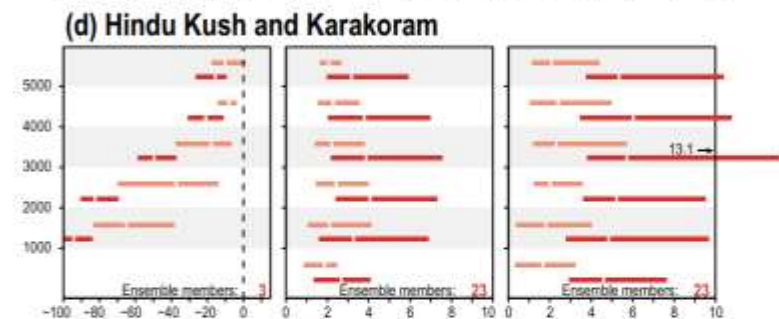 (d) Hindu Kush and Karakoram
5000
4000
3000
2000
1000
13.1
Ensemble members: 3
Ensemble members: 23
Ensemble members: 23
−100 −80 −60 −40 −20 0
0 2 4 6 8 10
0 2 4 6 8 10